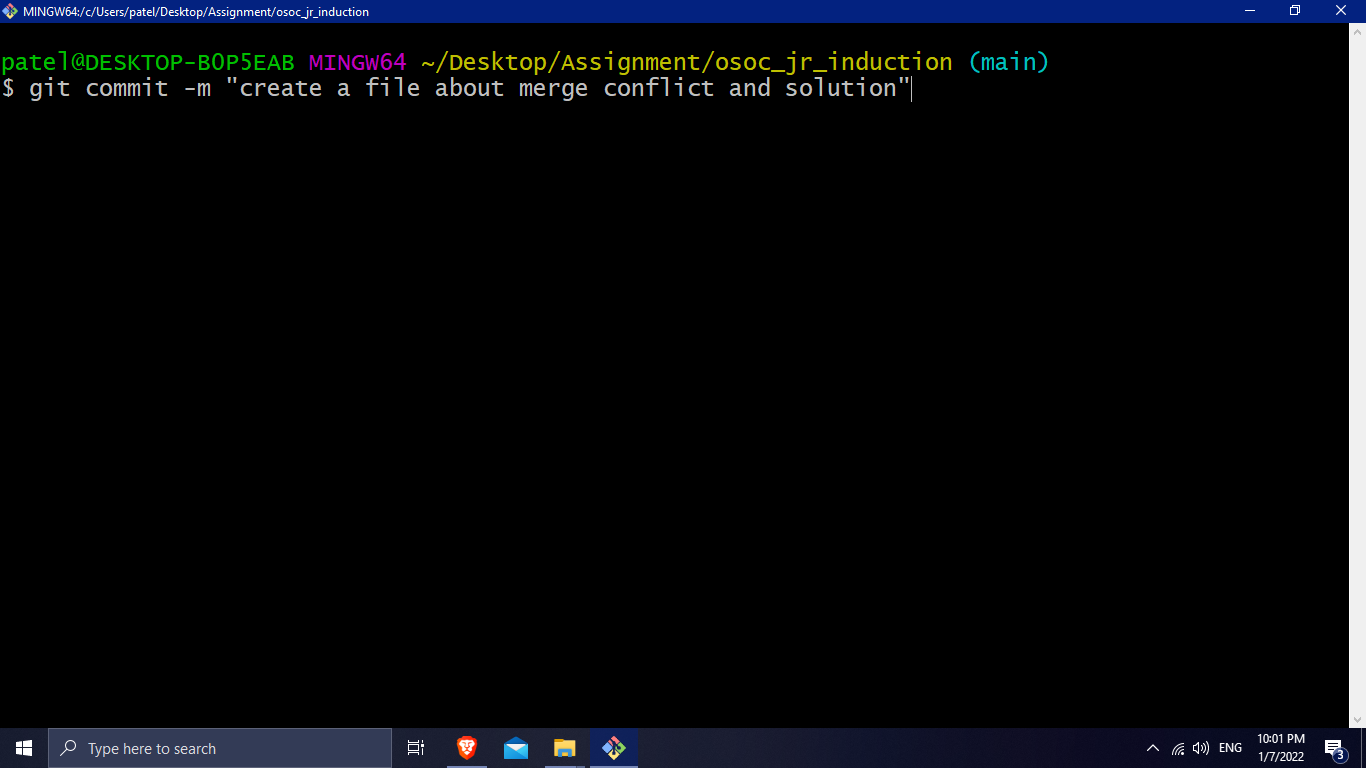 MINGW64:/c/Users/patel/Desktop/Assignment/osoc_jr_induction
patel@DESKTOP-B0P5EAB MINGW64 ~/Desktop/Assignment/osoc_jr_induction (main)
$ git commit -m "create a file about merge conflict and solution"
Type here to search
ENG
10:01 PM
1/7/2022
3